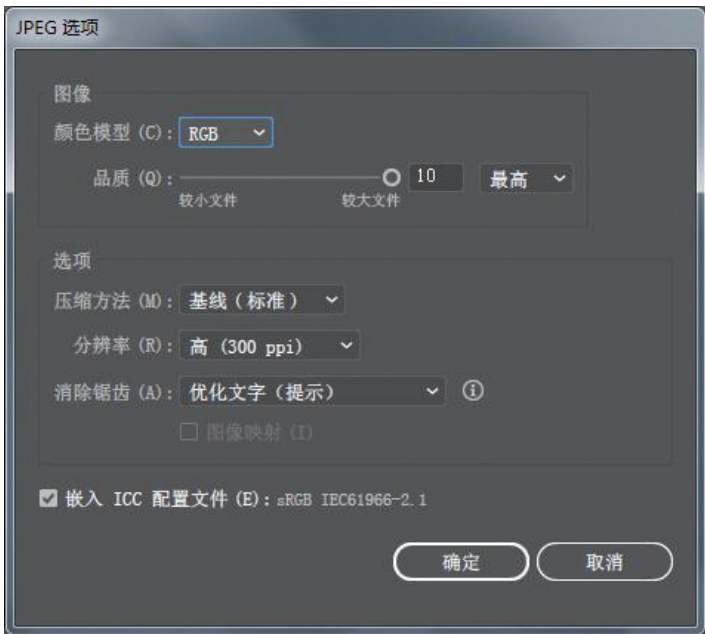 JPEG 选项
图像
颜色模型 (C): RGB
品质 (Q): 10 最高
较小文件 较大文件
选项
压缩方法 (M): 基线 (标准)
分辨率 (R): 高 (300 ppi)
消除锯齿 (A): 优化文字 (提示)
图像映射 (I)
嵌入 ICC 配置文件 (E): sRGB IEC61966-2.1
确定 取消